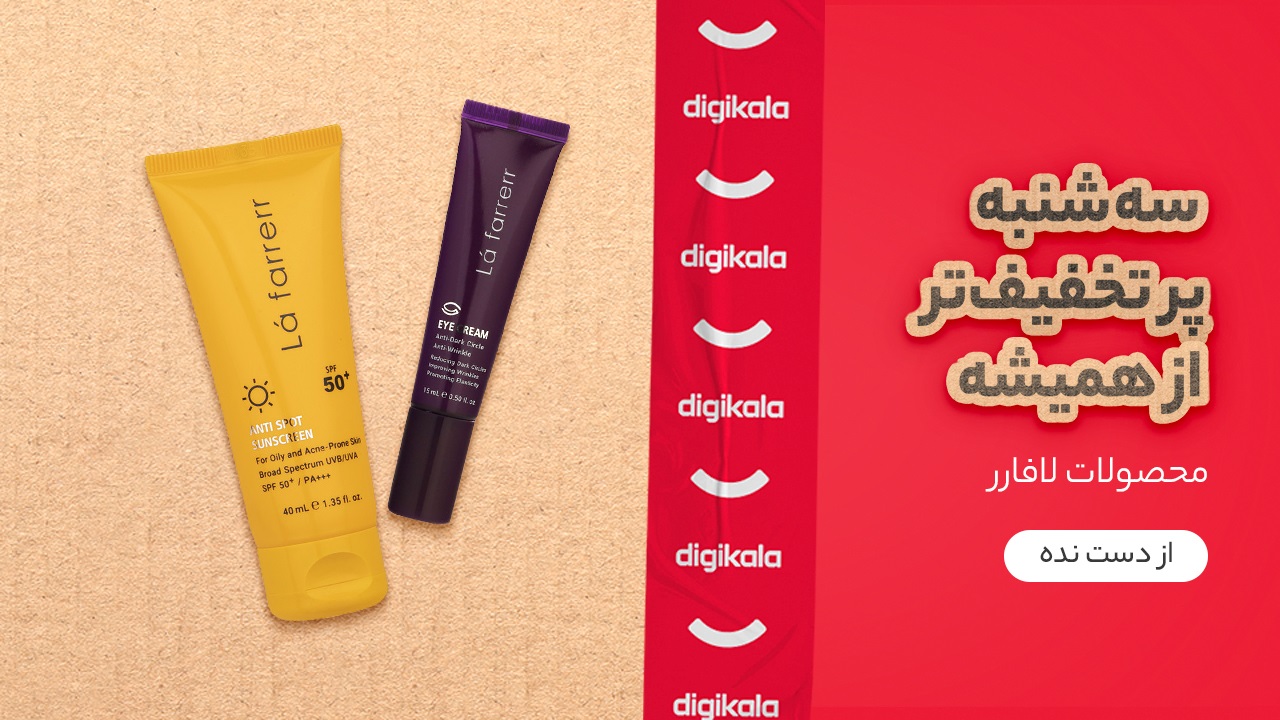 سه‌شنبه
پر تخفیف‌تر
از همیشه
محصولات لافارر
از دست نده
digikala
digikala
digikala
digikala
digikala
Lá farrerr
SPF
50+
ANTI SPOT
SUNSCREEN
For Oily and Acne-Prone Skin
Broad Spectrum UVB/UVA
SPF 50+ / PA+++
40 mL ℮ 1.35 fl. oz.
Lá farrerr
EYE CREAM
Anti-Dark Circle
Anti-Wrinkle
Reducing Dark Circles
Improving Wrinkles
Promoting Elasticity
15 mL ℮ 0.50 fl. oz